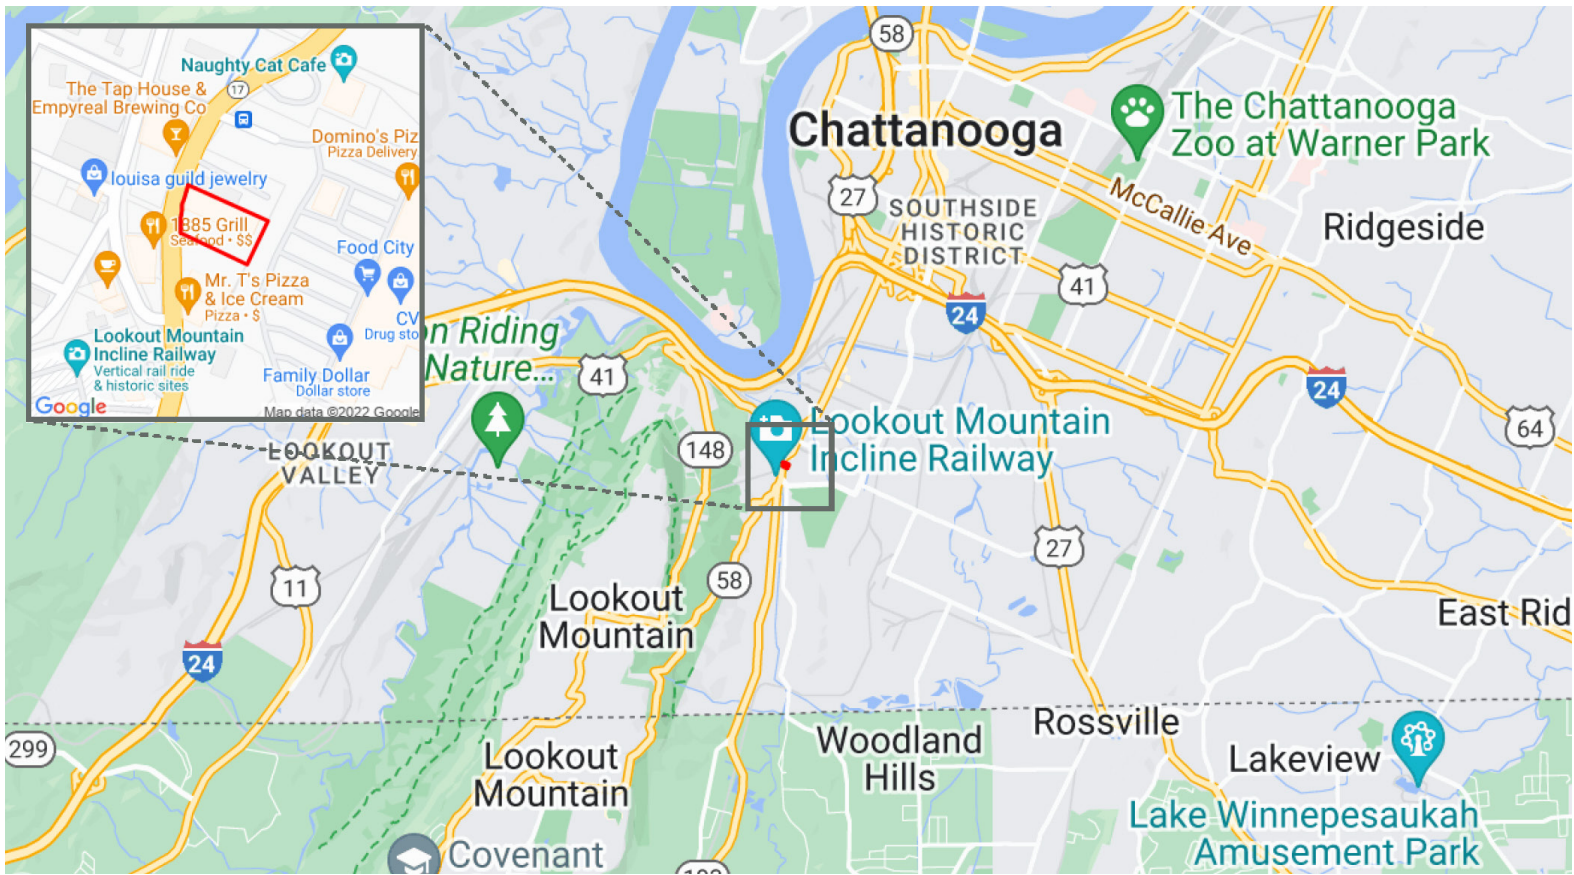 Naughty Cat Cafe
The Tap House &
Empyreal Brewing Co
17
Domino's Piz
Pizza Delivery
louisa guild jewelry
1885 Grill
Seafood • $$
Food City
Mr. T's Pizza
& Ice Cream
Pizza • $
CV
Drug sto
Lookout Mountain
Incline Railway
Vertical rail ride
& historic sites
Family Dollar
Dollar store
Google
Map data ©2022 Google
58
Chattanooga
The Chattanooga
Zoo at Warner Park
27
McCallie Ave
SOUTHSIDE
HISTORIC
DISTRICT
Ridgeside
41
24
on Riding
Nature...
41
24
Lookout Mountain
Incline Railway
64
148
LOOKOUT
VALLEY
27
11
58
Lookout
Mountain
East Rid
24
299
Rossville
Woodland
Hills
Lookout
Mountain
Lakeview
Lake Winnepesaukah
Amusement Park
Covenant